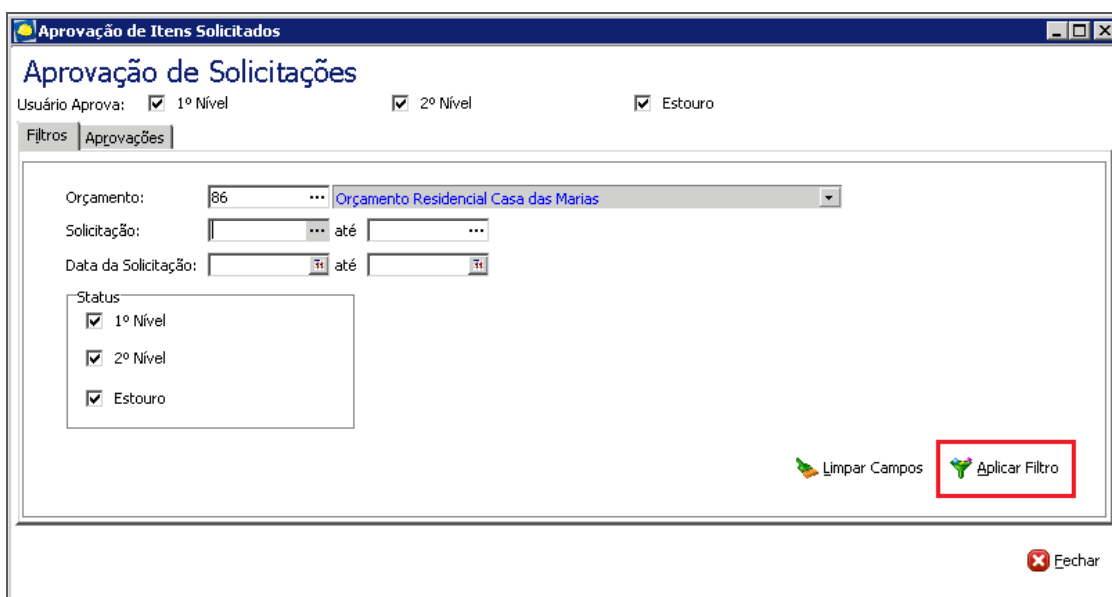 Aprovação de Itens Solicitados
Aprovação de Solicitações
Usuário Aprova: 1º Nível 2º Nível Estouro
Filtros Aprovações
Orçamento: 86 ... Orçamento Residencial Casa das Marias
Solicitação: ... até ...
Data da Solicitação: até
Status
1º Nível
2º Nível
Estouro
Limpar Campos Aplicar Filtro
Fechar